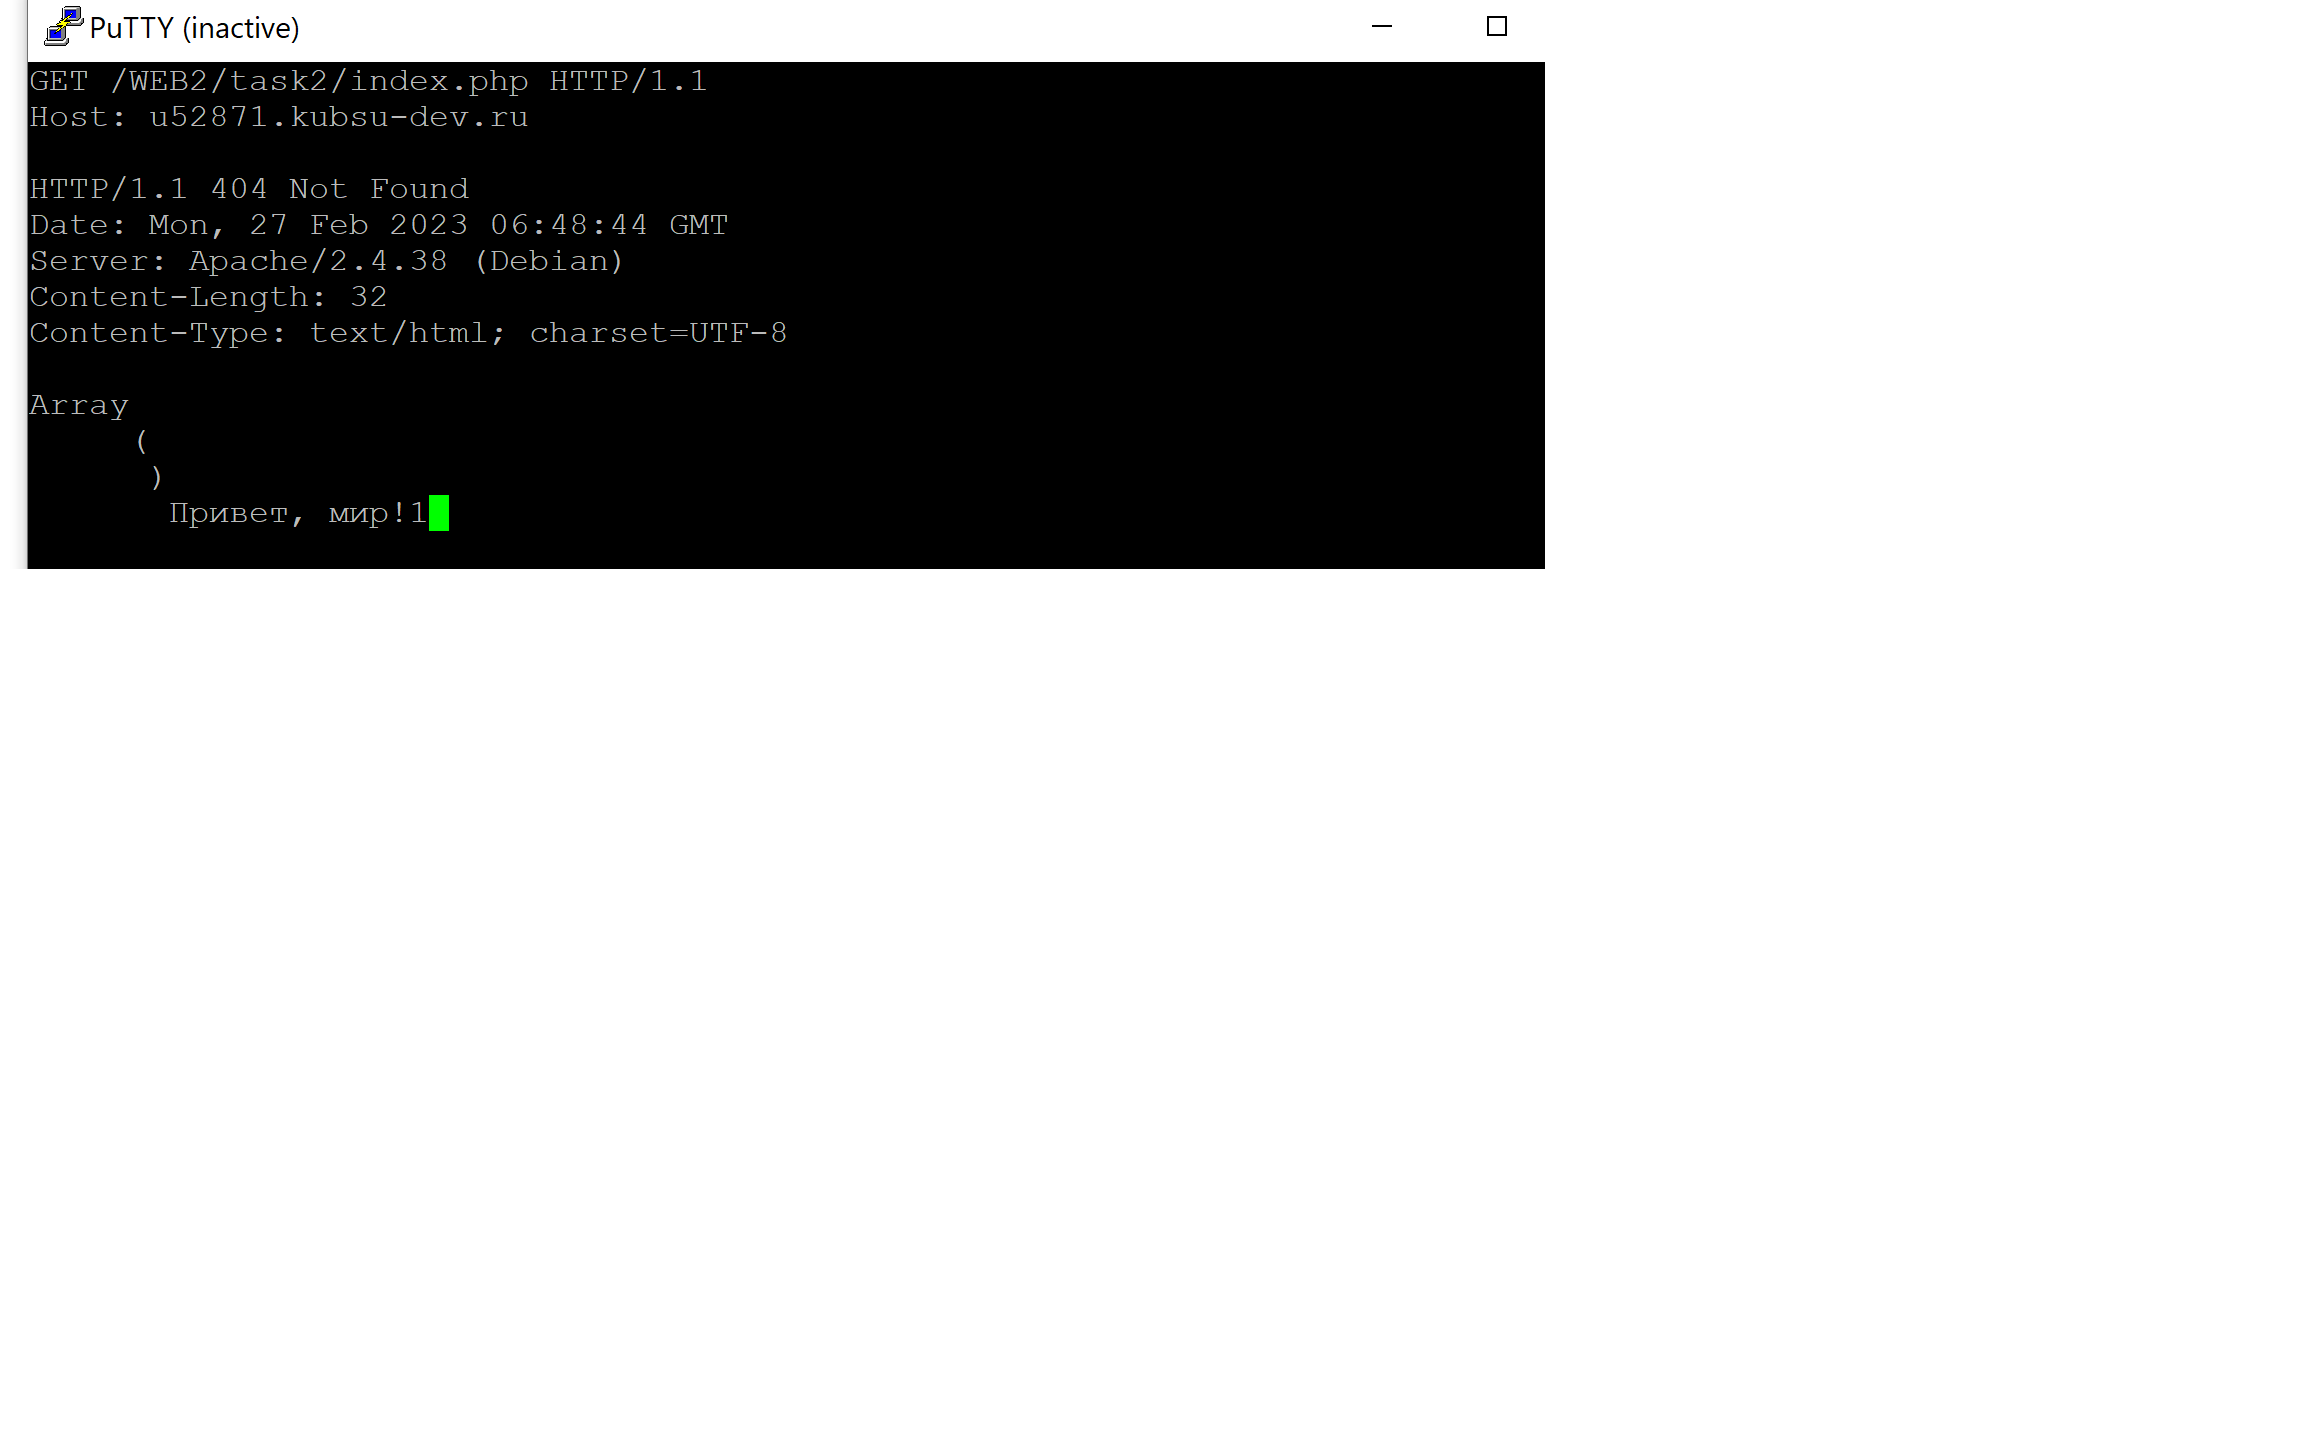 PuTTY (inactive)
GET /WEB2/task2/index.php HTTP/1.1
Host: u52871.kubsu-dev.ru
HTTP/1.1 404 Not Found
Date: Mon, 27 Feb 2023 06:48:44 GMT
Server: Apache/2.4.38 (Debian)
Content-Length: 32
Content-Type: text/html; charset=UTF-8
Array
(
)
Привет, мир!1